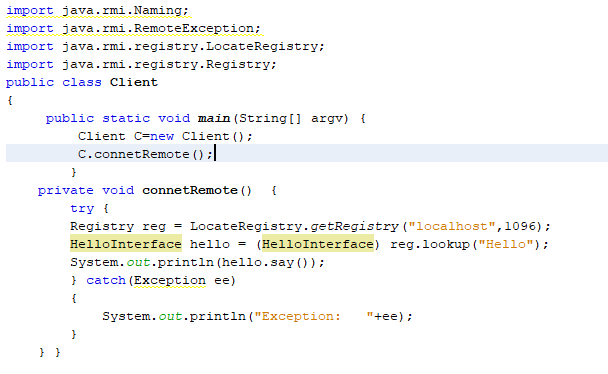 import java.rmi.Naming;
import java.rmi.RemoteException;
import java.rmi.registry.LocateRegistry;
import java.rmi.registry.Registry;
public class Client
{
public static void main(String[] argv) {
Client C=new Client();
C.connetRemote();
}
private void connetRemote()  {
try {
Registry reg = LocateRegistry.getRegistry("localhost",1096);
HelloInterface hello = (HelloInterface) reg.lookup("Hello");
System.out.println(hello.say());
} catch(Exception ee)
{
System.out.println("Exception:   "+ee);
}
} }